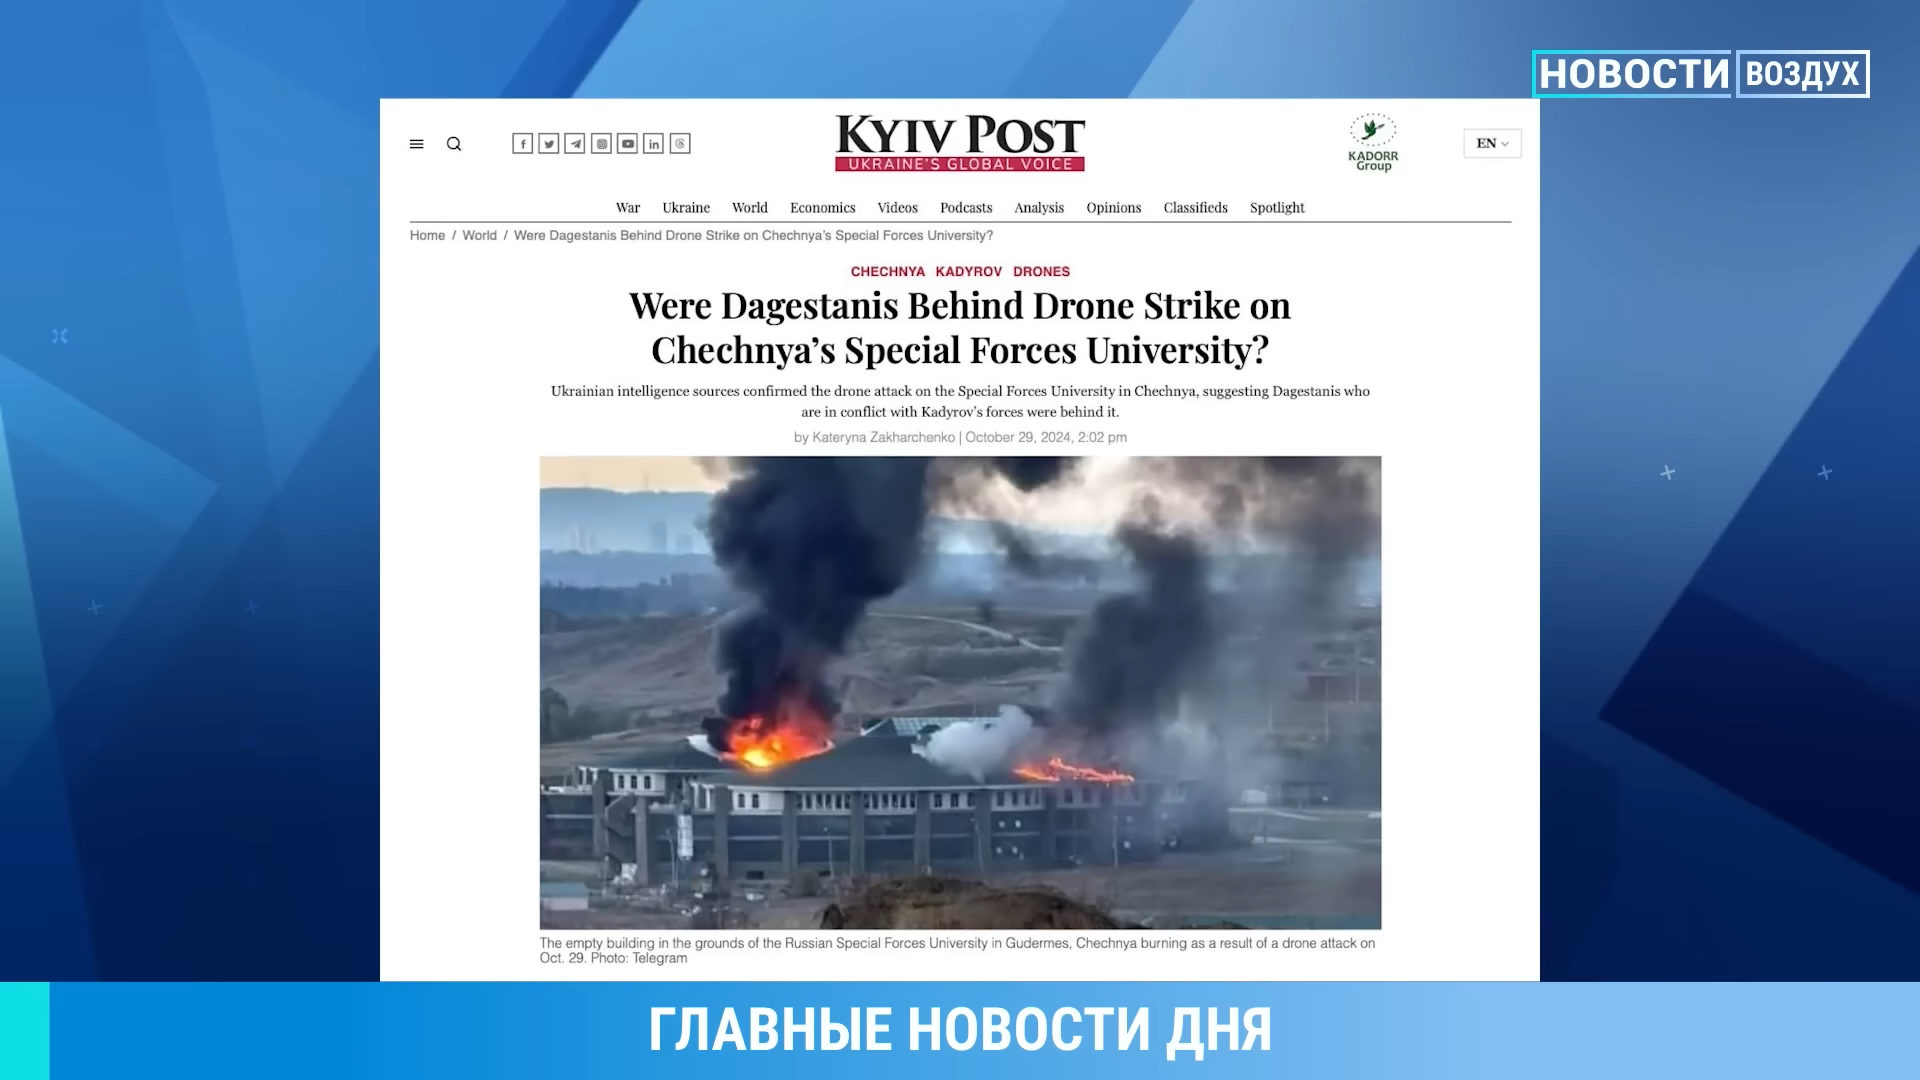 НОВОСТИ ВОЗДУХ
KYIV POST
UKRAINE'S GLOBAL VOICE
KADORR
Group
EN
War Ukraine World Economics Videos Podcasts Analysis Opinions Classifieds Spotlight
Home / World / Were Dagestanis Behind Drone Strike on Chechnya's Special Forces University?
CHECHNYA KADYROV DRONES
Were Dagestanis Behind Drone Strike on
Chechnya's Special Forces University?
Ukrainian intelligence sources confirmed the drone attack on the Special Forces University in Chechnya, suggesting Dagestanis who
are in conflict with Kadyrov's forces were behind it.
by Kateryna Zakharchenko | October 29, 2024, 2:02 pm
The empty building in the grounds of the Russian Special Forces University in Gudermes, Chechnya burning as a result of a drone attack on
Oct. 29. Photo: Telegram
ГЛАВНЫЕ НОВОСТИ ДНЯ